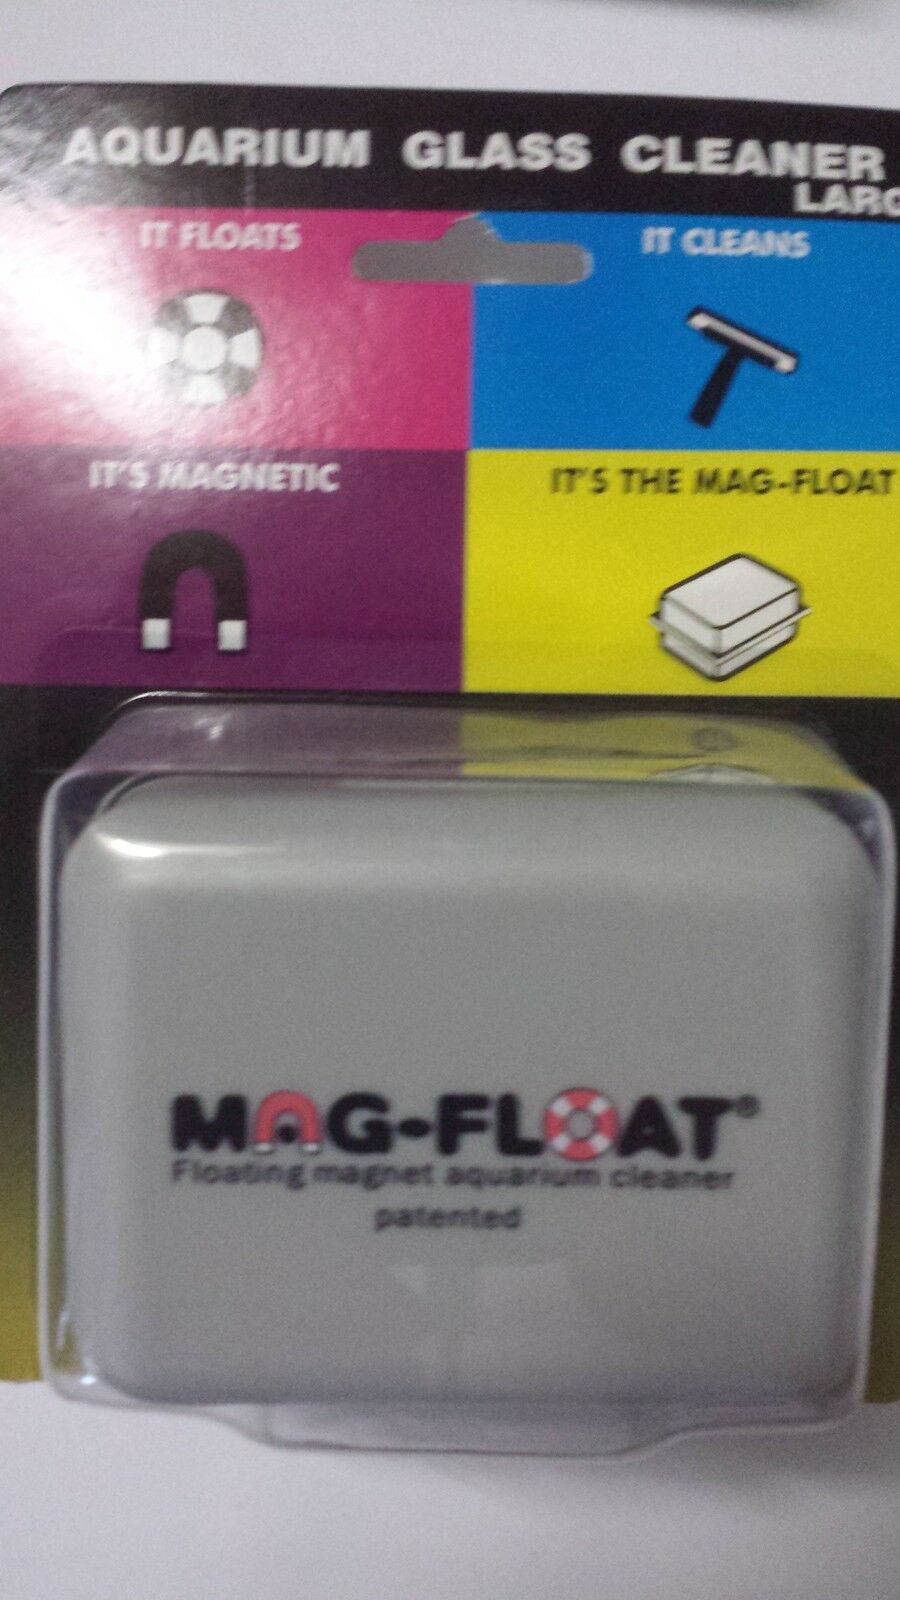 AQUARIUM GLASS CLEANER
LARG
IT FLOATS
IT CLEANS
IT'S MAGNETIC
IT'S THE MAG-FLOAT
MAG-FLOAT®
Floating magnet aquarium cleaner
patented